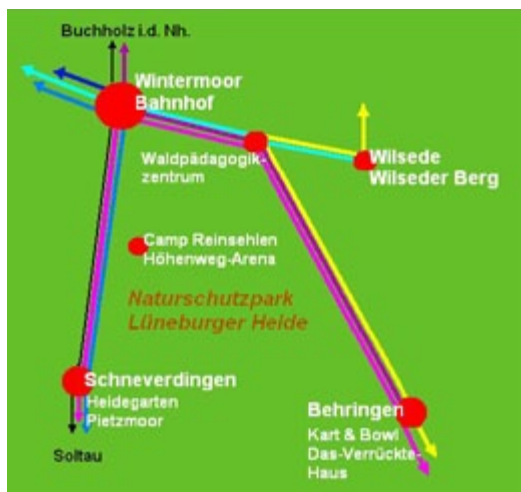 Buchholz i.d. Nh.
Wintermoor
Bahnhof
Waldpädagogik-
zentrum
Wilsede
Wilseder Berg
Camp Reinsehlen
Höhenweg-Arena
Naturschutzpark
Lüneburger Heide
Schneverdingen
Heidegarten
Pietzmoor
Soltau
Behringen
Kart & Bowl
Das-Verrückte-
Haus